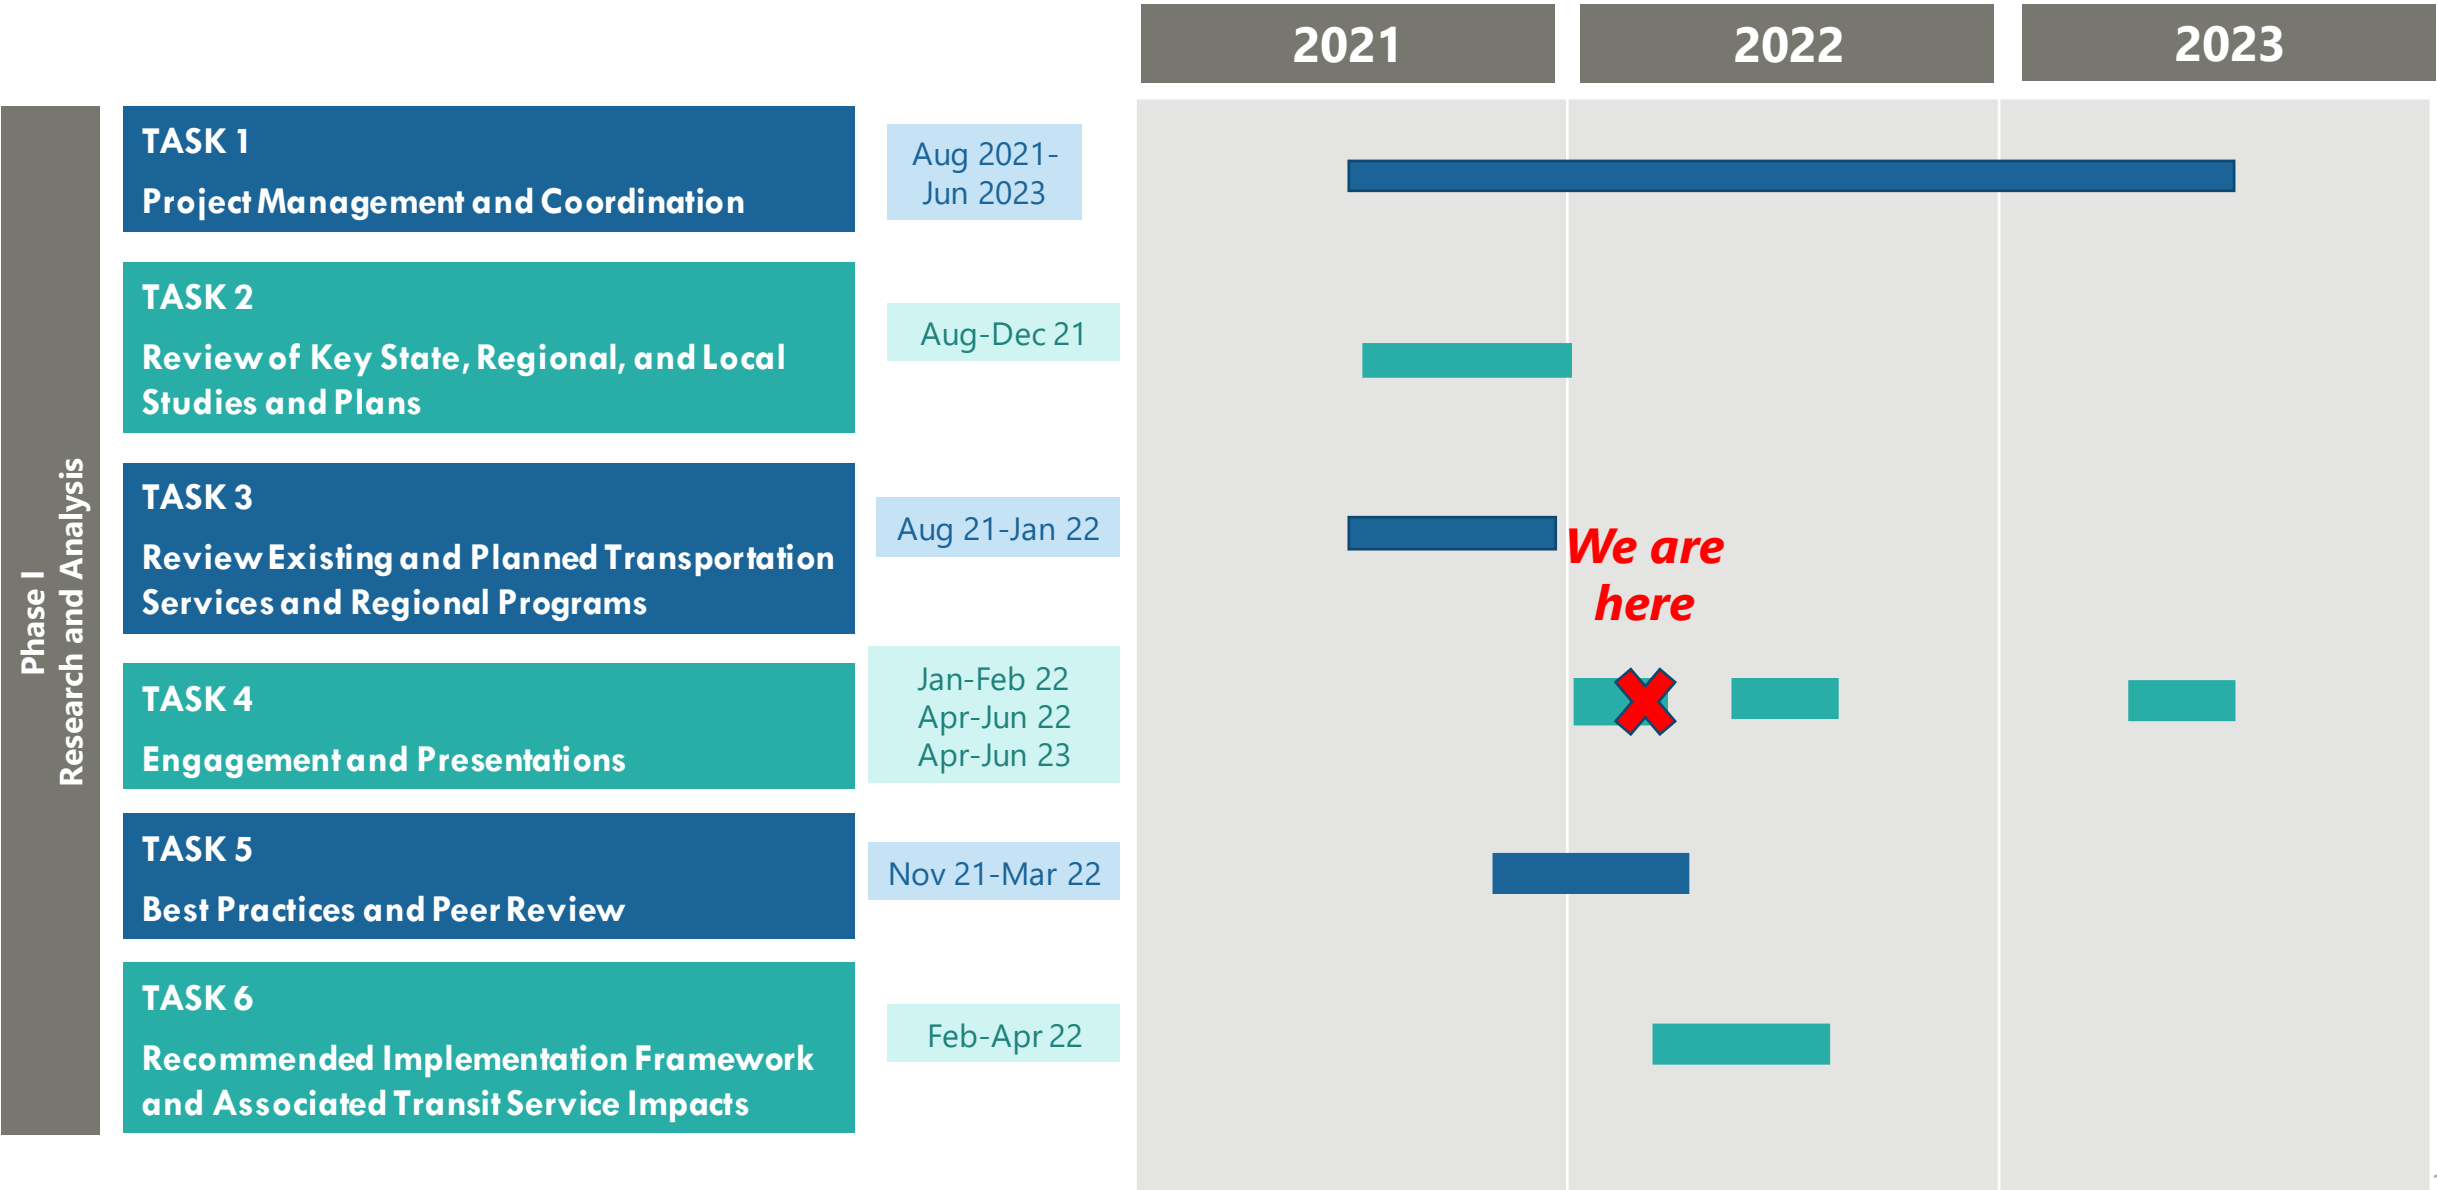 2021
2022
2023
Phase I
Research and Analysis
TASK 1
Project Management and Coordination
Aug 2021-
Jun 2023
TASK 2
Review of Key State, Regional, and Local
Studies and Plans
Aug-Dec 21
TASK 3
Review Existing and Planned Transportation
Services and Regional Programs
Aug 21-Jan 22
We are
here
TASK 4
Engagement and Presentations
Jan-Feb 22
Apr-Jun 22
Apr-Jun 23
TASK 5
Best Practices and Peer Review
Nov 21-Mar 22
TASK 6
Recommended Implementation Framework
and Associated Transit Service Impacts
Feb-Apr 22